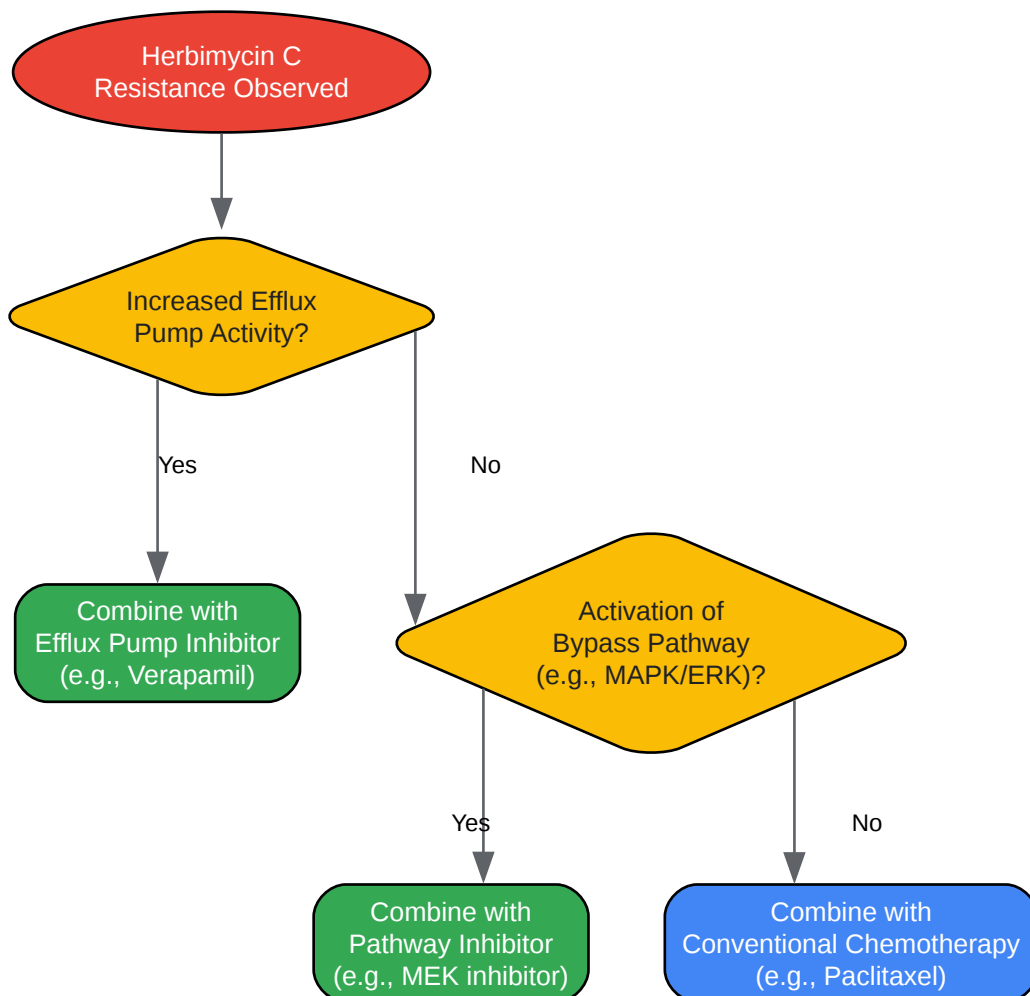 Herbimycin C
Resistance Observed
Increased Efflux
Pump Activity?
Yes
No
Combine with
Efflux Pump Inhibitor
(e.g., Verapamil)
Activation of
Bypass Pathway
(e.g., MAPK/ERK)?
Yes
No
Combine with
Pathway Inhibitor
(e.g., MEK inhibitor)
Combine with
Conventional Chemotherapy
(e.g., Paclitaxel)